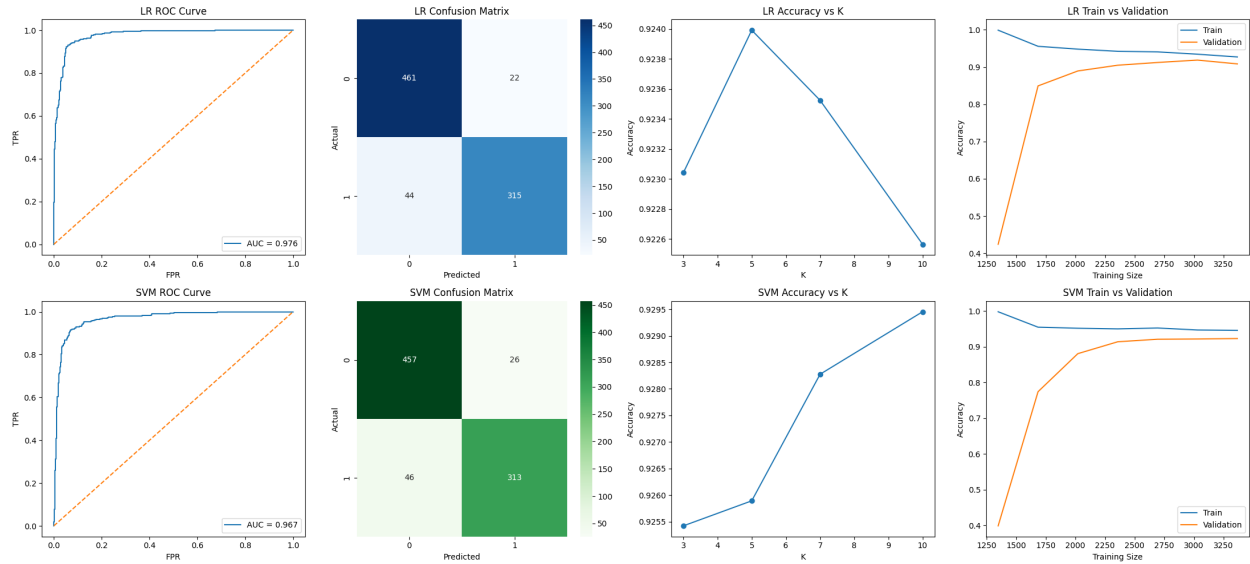 LR ROC Curve
1.0
0.8
0.6
0.4
0.2
0.0
TPR
0.0 0.2 0.4 0.6 0.8 1.0
FPR
AUC = 0.976
LR Confusion Matrix
Actual
0
1
461 22
44 315
0 1
Predicted
450
400
350
300
250
200
150
100
50
LR Accuracy vs K
0.9240
0.9238
0.9236
0.9234
0.9232
0.9230
0.9228
0.9226
Accuracy
3 4 5 6 7 8 9 10
K
LR Train vs Validation
1.0
0.9
0.8
0.7
0.6
0.5
0.4
Accuracy
Train
Validation
1250 1500 1750 2000 2250 2500 2750 3000 3250
Training Size
SVM ROC Curve
1.0
0.8
0.6
0.4
0.2
0.0
TPR
0.0 0.2 0.4 0.6 0.8 1.0
FPR
AUC = 0.967
SVM Confusion Matrix
Actual
0
1
457 26
46 313
0 1
Predicted
450
400
350
300
250
200
150
100
50
SVM Accuracy vs K
0.9295
0.9290
0.9285
0.9280
0.9275
0.9270
0.9265
0.9260
0.9255
Accuracy
3 4 5 6 7 8 9 10
K
SVM Train vs Validation
1.0
0.9
0.8
0.7
0.6
0.5
0.4
Accuracy
Train
Validation
1250 1500 1750 2000 2250 2500 2750 3000 3250
Training Size